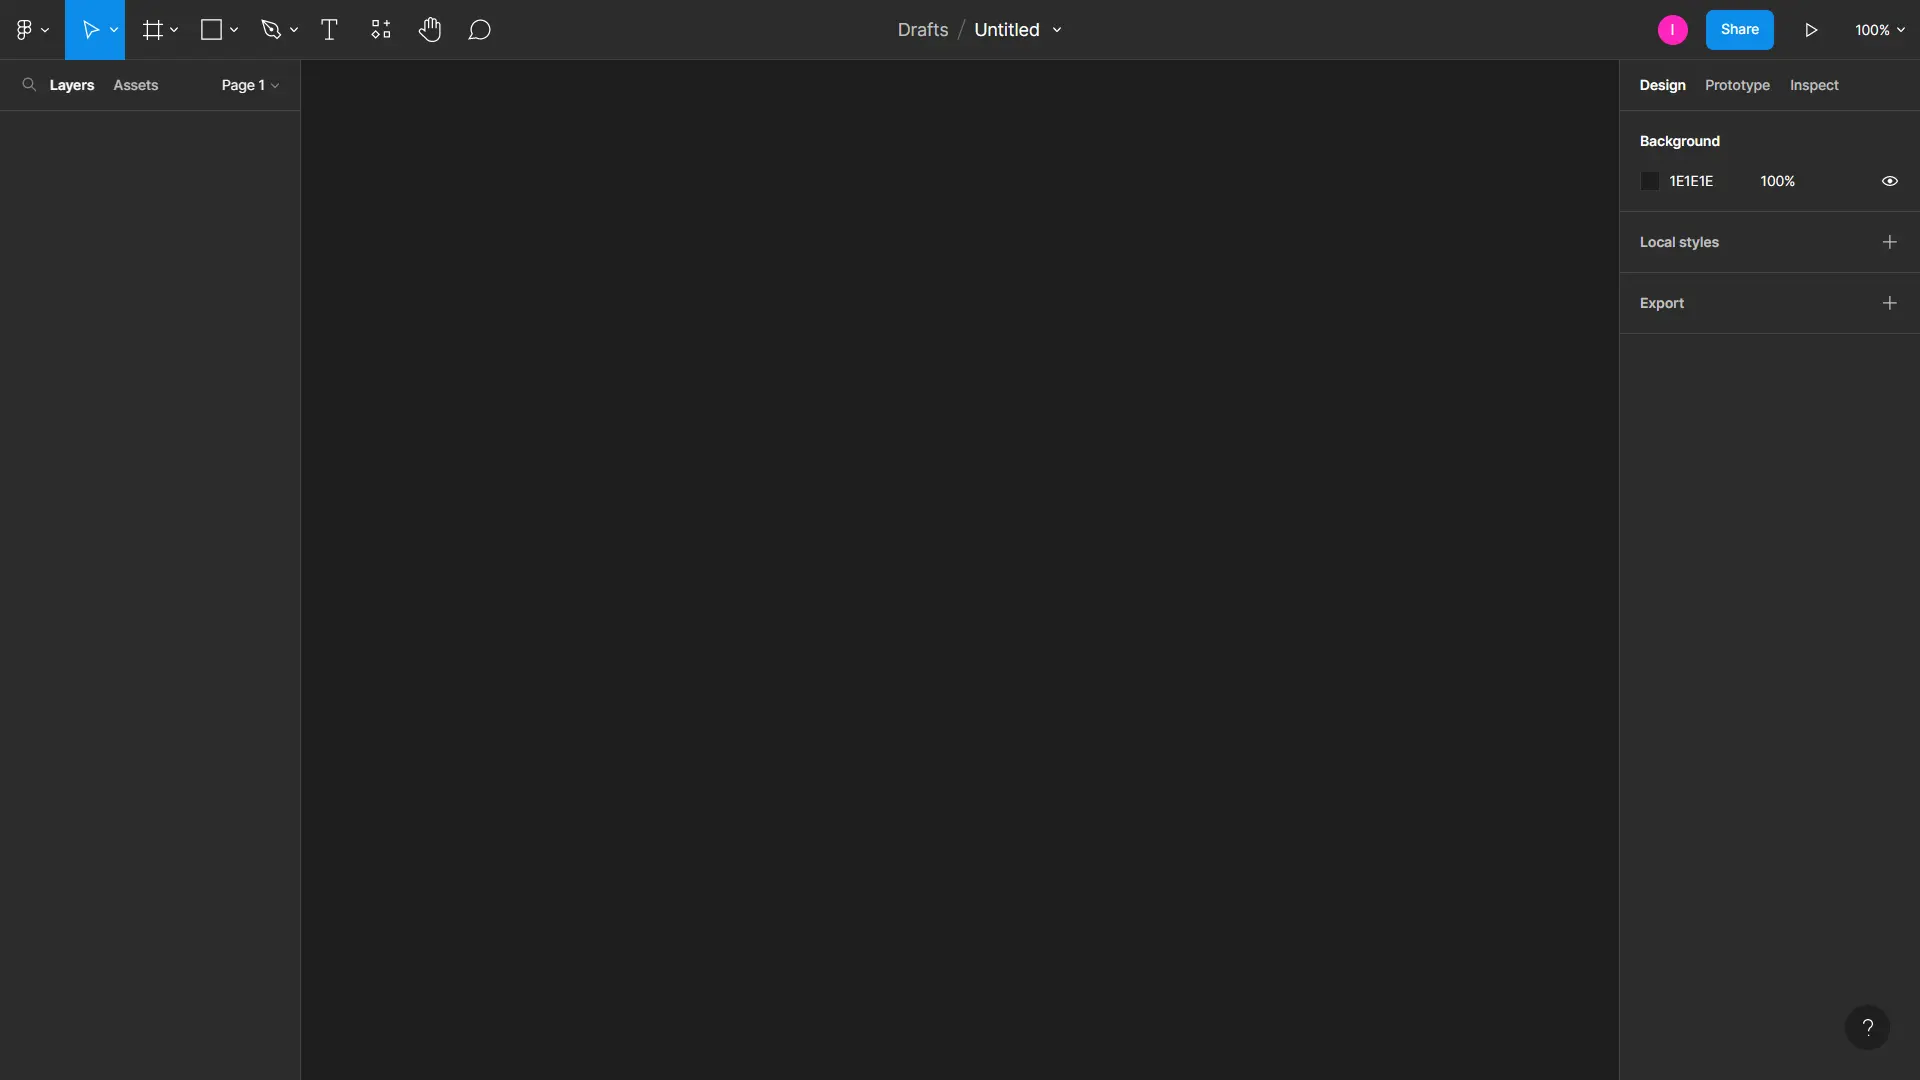 Drafts / Untitled
I
Share
100%
Layers
Assets
Page 1
Design
Prototype
Inspect
Background
1E1E1E
100%
Local styles
Export
?